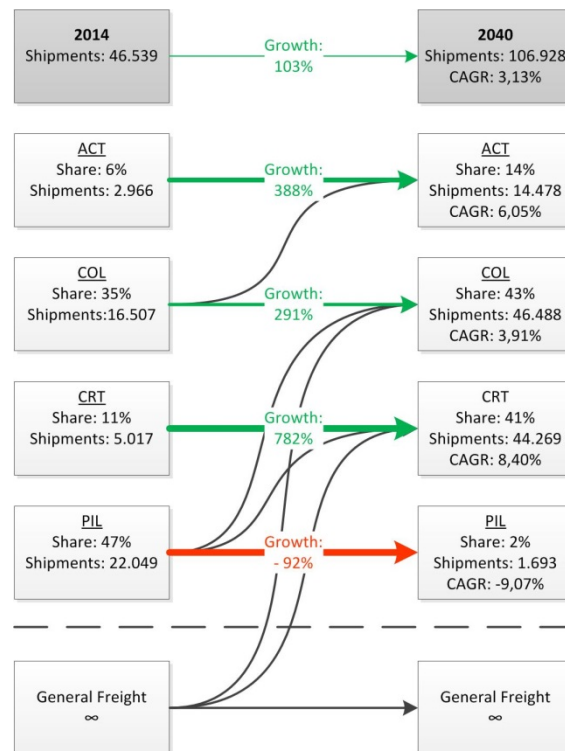 2014
Shipments: 46.539
Growth:
103%
2040
Shipments: 106.928
CAGR: 3,13%
ACT
Share: 6%
Shipments: 2.966
Growth:
388%
ACT
Share: 14%
Shipments: 14.478
CAGR: 6,05%
COL
Share: 35%
Shipments:16.507
Growth:
291%
COL
Share: 43%
Shipments: 46.488
CAGR: 3,91%
CRT
Share: 11%
Shipments: 5.017
Growth:
782%
CRT
Share: 41%
Shipments: 44.269
CAGR: 8,40%
PIL
Share: 47%
Shipments: 22.049
Growth:
- 92%
PIL
Share: 2%
Shipments: 1.693
CAGR: -9,07%
General Freight
∞
General Freight
∞